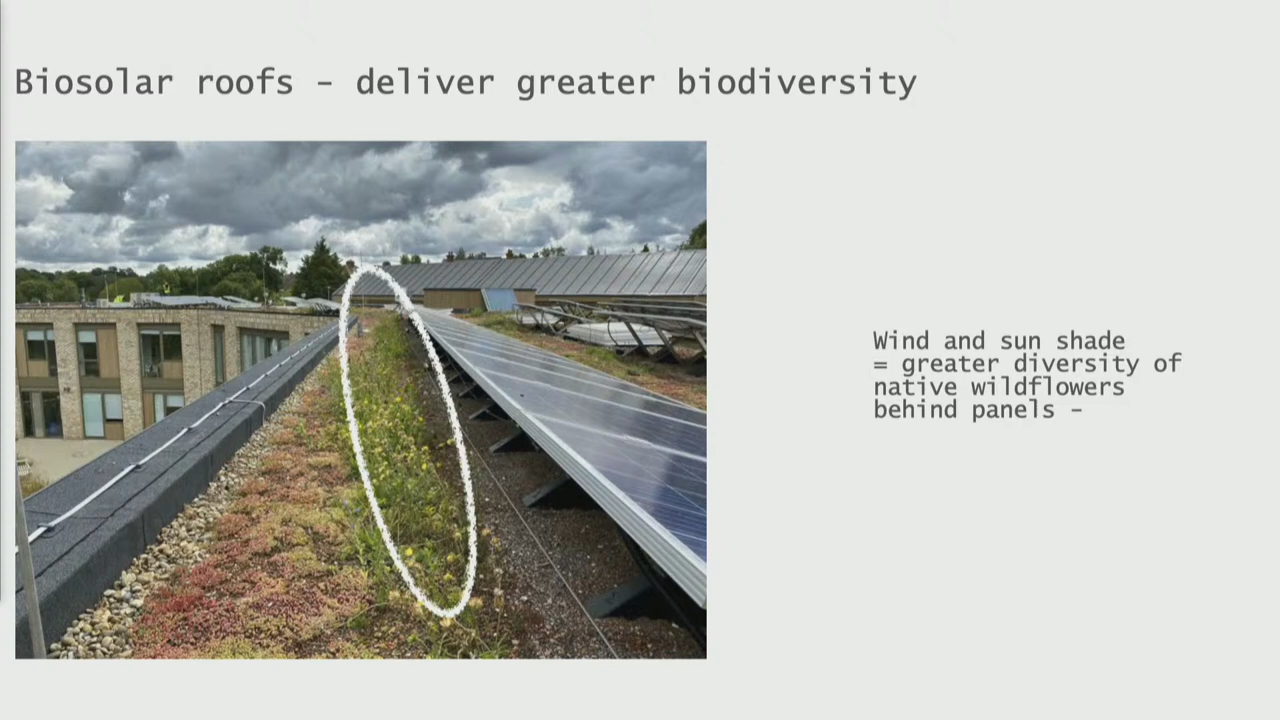 Biosolar roofs – deliver greater biodiversity
Wind and sun shade
= greater diversity of
native wildflowers
behind panels –